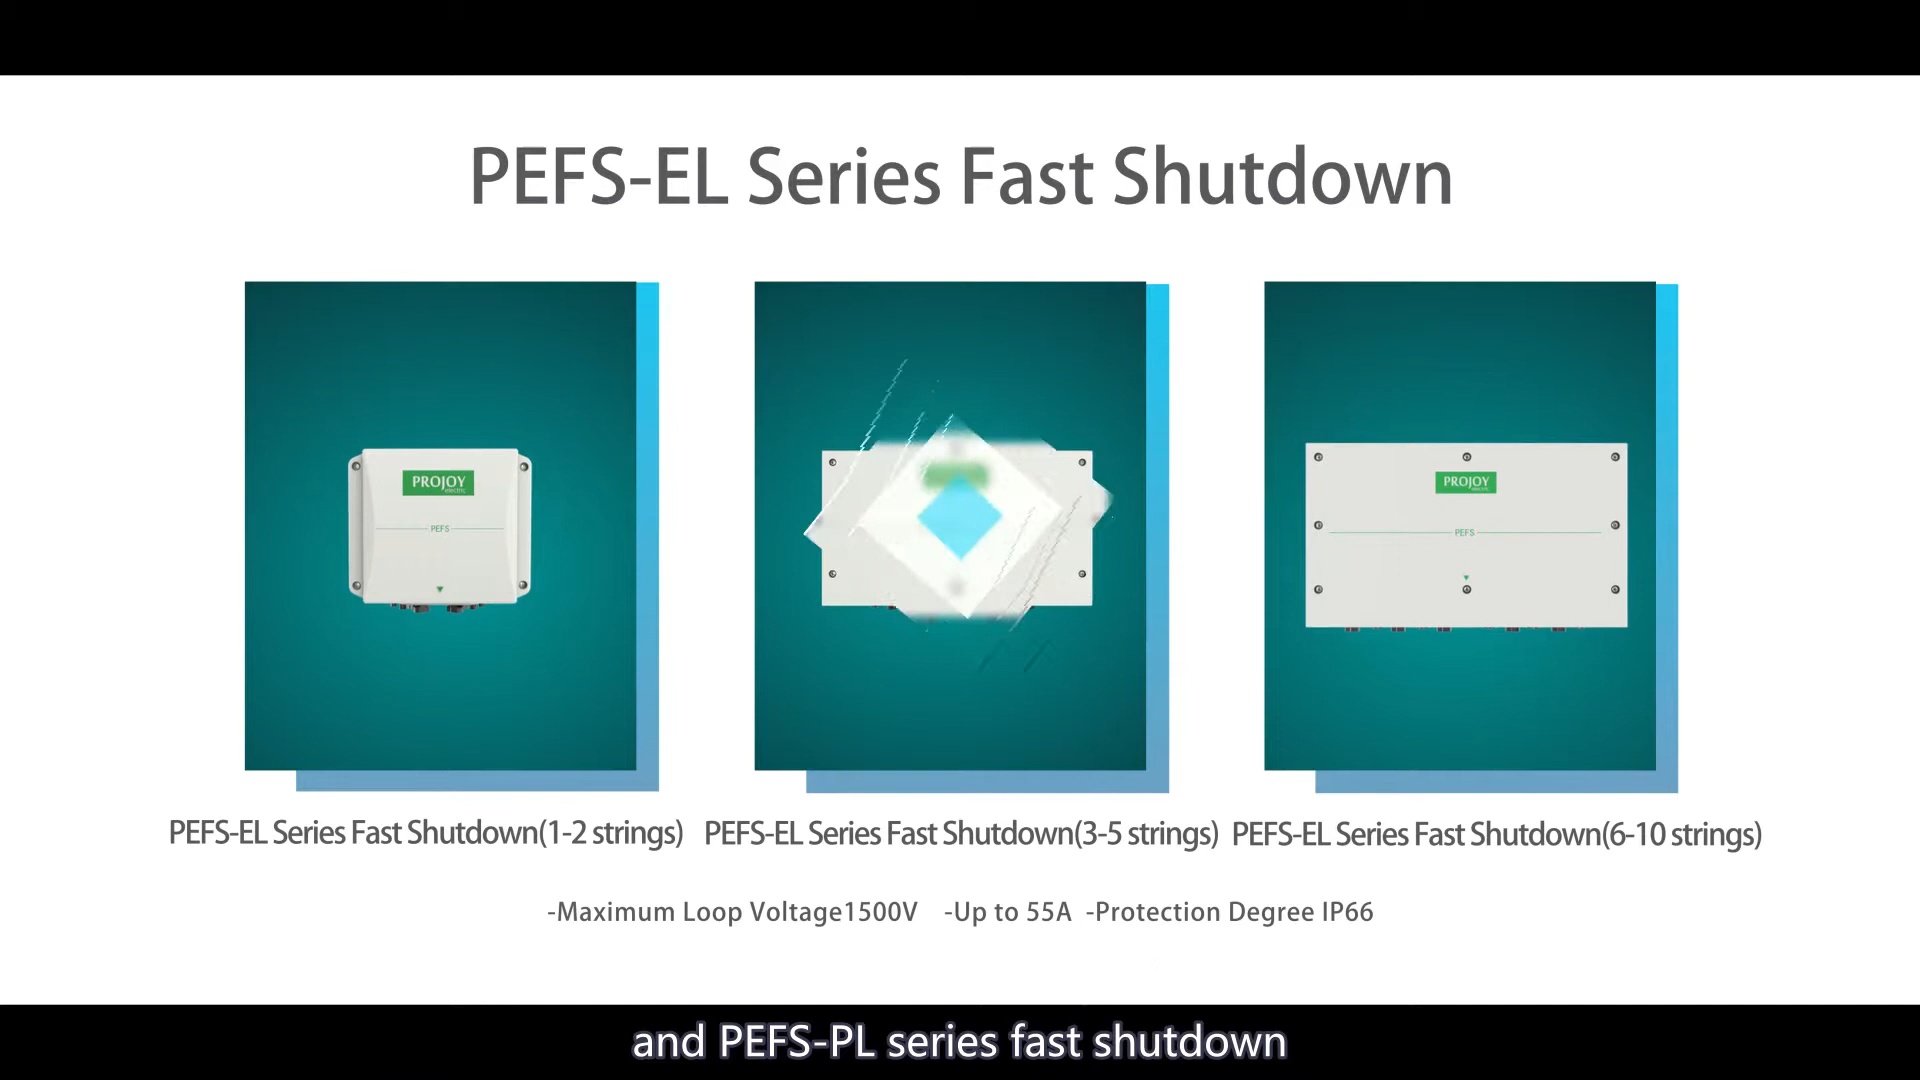 PEFS-EL Series Fast Shutdown
PROJOY
ELECTRIC
PEFS
PROJOY
ELECTRIC
PEFS
PEFS-EL Series Fast Shutdown(1-2 strings)
PEFS-EL Series Fast Shutdown(3-5 strings)
PEFS-EL Series Fast Shutdown(6-10 strings)
-Maximum Loop Voltage1500V -Up to 55A -Protection Degree IP66
and PEFS-PL series fast shutdown